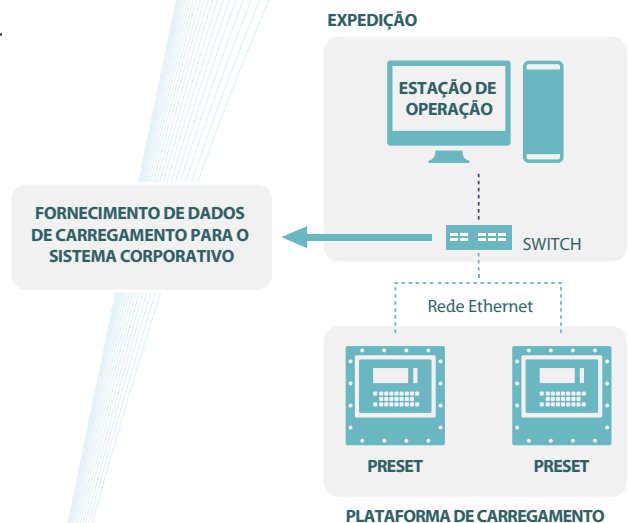 EXPEDIÇÃO
ESTAÇÃO DE
OPERAÇÃO
FORNECIMENTO DE DADOS
DE CARREGAMENTO PARA O
SISTEMA CORPORATIVO
SWITCH
Rede Ethernet
PRESET
PRESET
PLATAFORMA DE CARREGAMENTO